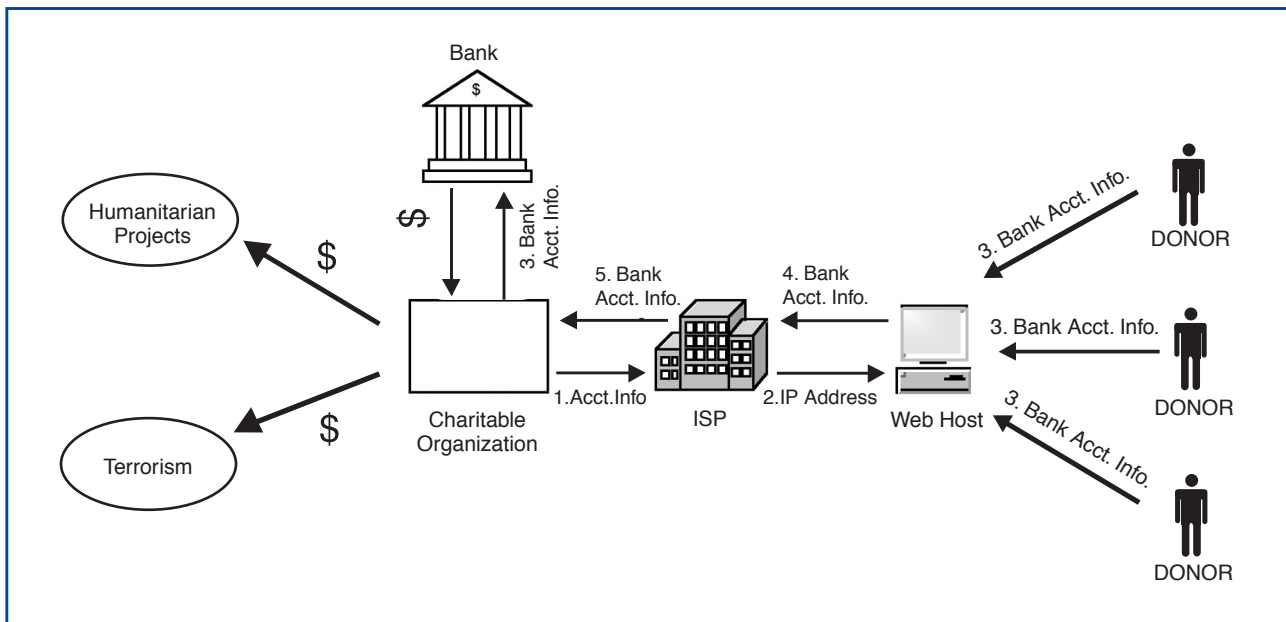 Bank
$
$
3. Bank
Acct. Info.
Humanitarian
Projects
$
$
Terrorism
Charitable
Organization
5. Bank
Acct. Info.
1.Acct.Info
ISP
4. Bank
Acct. Info.
2.IP Address
Web Host
3. Bank Acct. Info.
DONOR
3. Bank Acct. Info.
DONOR
3. Bank Acct. Info.
DONOR